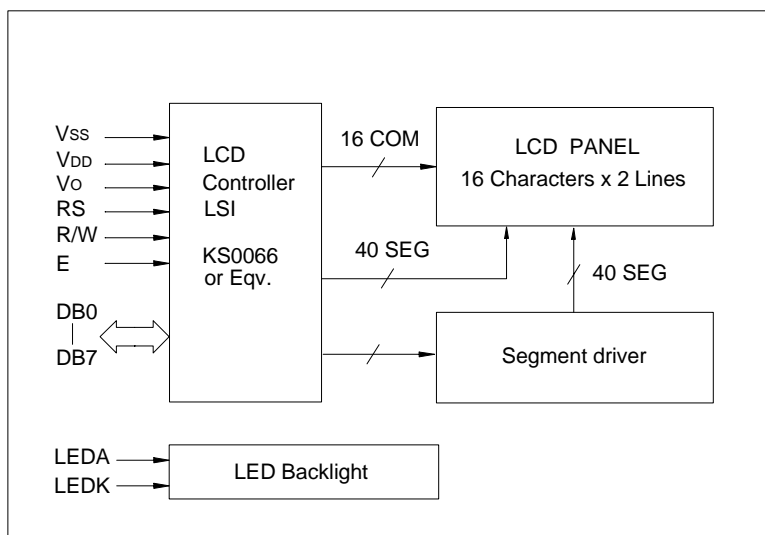 Vss
VDD
Vo
RS
R/W
E
DB0
DB7
LCD
Controller
LSI
KS0066
or Eqv.
16 COM
40 SEG
LCD PANEL
16 Characters x 2 Lines
40 SEG
Segment driver
LEDA
LEDK
LED Backlight